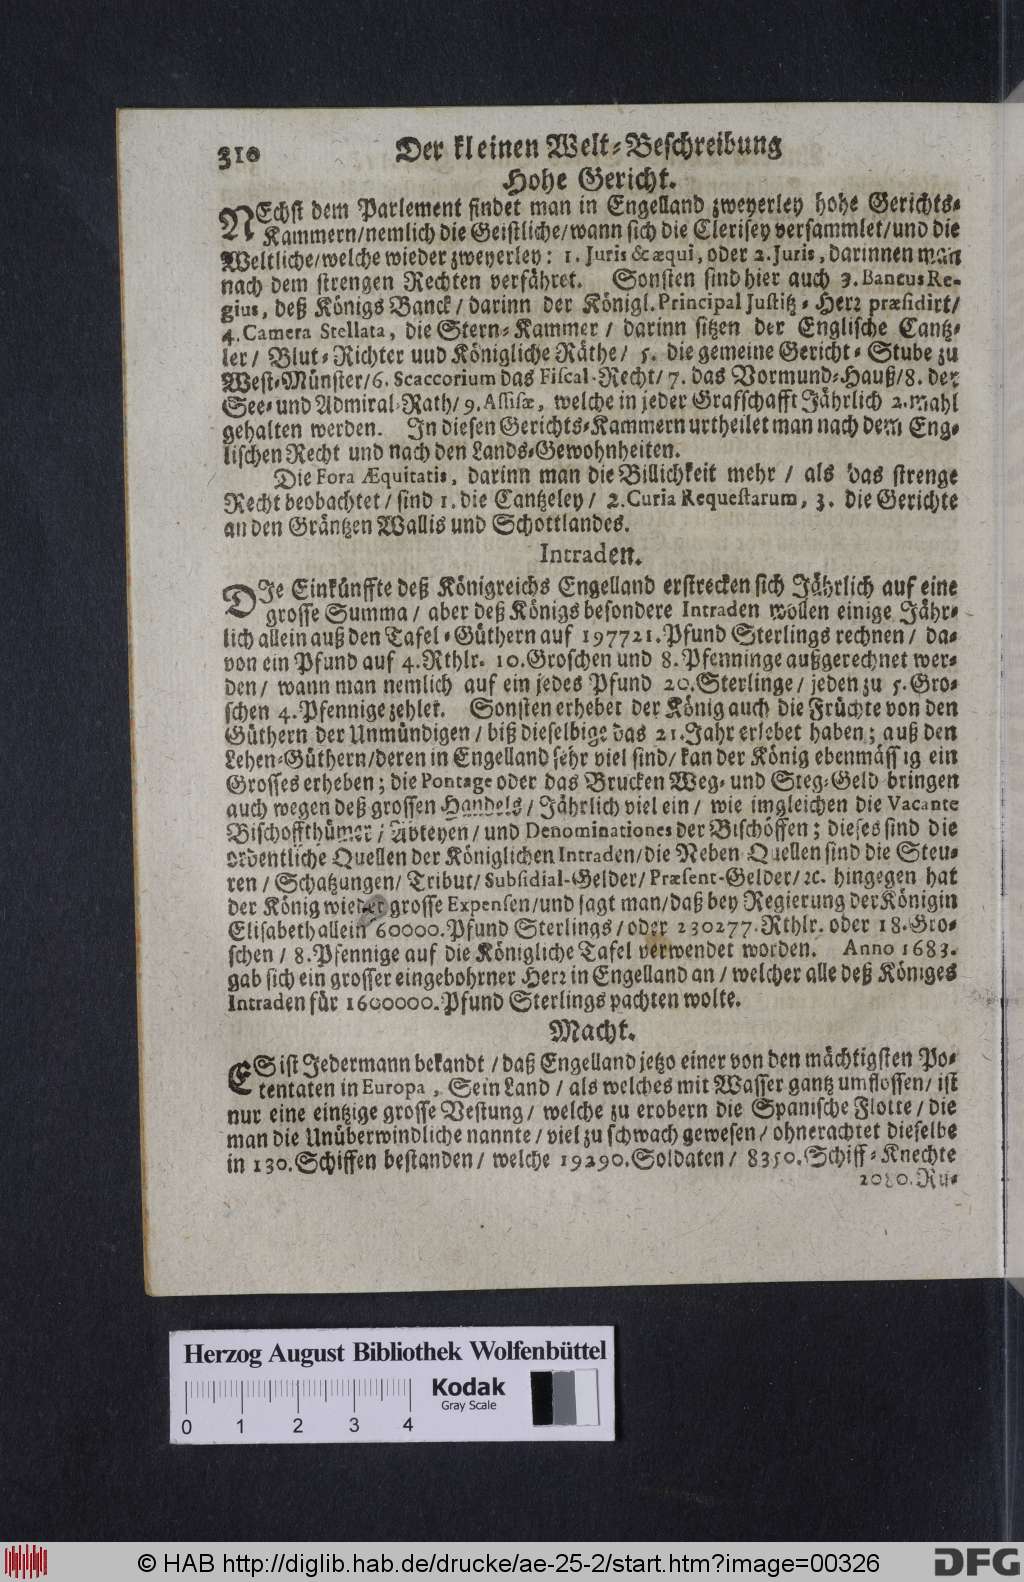 310 Der kleinen Welt-Beschreibung
Hohe Gericht.
NEchst dem Parlement findet man in Engelland zweyerley hohe Gerichts-
Kammern/nemlich die Geistliche/wann sich die Clerisey versammlet/und die
Weltliche/welche wieder zweyerley: 1. Juris & æqui, oder 2. Juris, darinnen man
nach dem strengen Rechten verfähret. Sonsten sind hier auch 3. Bancus Re-
gius, deß Königs Banck/ darinn der Königl. Principal Justitz-Herr præsidirt/
4. Camera Stellata, die Stern-Kammer/ darinn sitzen der Englische Cantz-
ler/ Blut-Richter uud Königliche Räthe/ 5. die gemeine Gericht-Stube zu
West-Münster/6. Scaccorium das Fiscal-Recht/ 7. das Vormund-Hauß/8. der
See- und Admiral-Rath/ 9. Assisæ, welche in jeder Grafschafft Jährlich 2. mahl
gehalten werden. In diesen Gerichts-Kammern urtheilet man nach dem Eng-
lischen Recht und nach den Lands-Gewohnheiten.
Die Fora Æquitatis, darinn man die Billichkeit mehr/ als das strenge
Recht beobachtet/ sind 1. die Cantzeley/ 2. Curia Requestarum, 3. die Gerichte
an den Gräntzen Wallis und Schottlandes.
Intraden.
DIe Einkünffte deß Königreichs Engelland erstrecken sich Jährlich auf eine
grosse Summa/ aber deß Königs besondere Intraden wollen einige Jähr-
lich allein auß den Tafel-Güthern auf 197721. Pfund Sterlings rechnen/ da-
von ein Pfund auf 4. Rthlr. 10. Groschen und 8. Pfenninge außgerechnet wer-
den/ wann man nemlich auf ein jedes Pfund 20. Sterlinge/ jeden zu 5. Gro-
schen 4. Pfennige zehlet. Sonsten erhebet der König auch die Früchte von den
Güthern der Unmündigen/ biß dieselbige das 21. Jahr erlebet haben; auß den
Lehen-Güthern/deren in Engelland sehr viel sind/ kan der König ebenmässig ein
Grosses erheben; die Pontage oder das Brucken Weg- und Steg-Geld bringen
auch wegen deß grossen Handels/ Jährlich viel ein/ wie imgleichen die Vacante
Bischoffthümer/ Abteyen/ und Denominationes der Bischöffen; dieses sind die
ordentliche Quellen der Königlichen Intraden/die Neben-Quellen sind die Steu-
ren/ Schatzungen/ Tribut/ Subsidial-Gelder/ Præsent-Gelder/ ꝛc. hingegen hat
der König wieder grosse Expensen/und sagt man/daß bey Regierung der Königin
Elisabeth allein 60000. Pfund Sterlings/ oder 230277. Rthlr. oder 18. Gro-
schen/ 8. Pfennige auf die Königliche Tafel verwendet worden. Anno 1683.
gab sich ein grosser eingebohrner Herr in Engelland an/ welcher alle deß Königes
Intraden für 1600000. Pfund Sterlings pachten wolte.
Macht.
ES ist Jedermann bekandt/ daß Engelland jetzo einer von den mächtigsten Po-
tentaten in Europa, Sein Land/ als welches mit Wasser gantz umflossen/ ist
nur eine eintzige grosse Vestung/ welche zu erobern die Spanische Flotte/ die
man die Unüberwindliche nannte/ viel zu schwach gewesen/ ohnerachtet dieselbe
in 130. Schiffen bestanden/ welche 19290. Soldaten/ 8350. Schiff-Knechte
2080. Ru-
Herzog August Bibliothek Wolfenbüttel
Kodak
Gray Scale
0 1 2 3 4
© HAB http://diglib.hab.de/drucke/ae-25-2/start.htm?image=00326
DFG